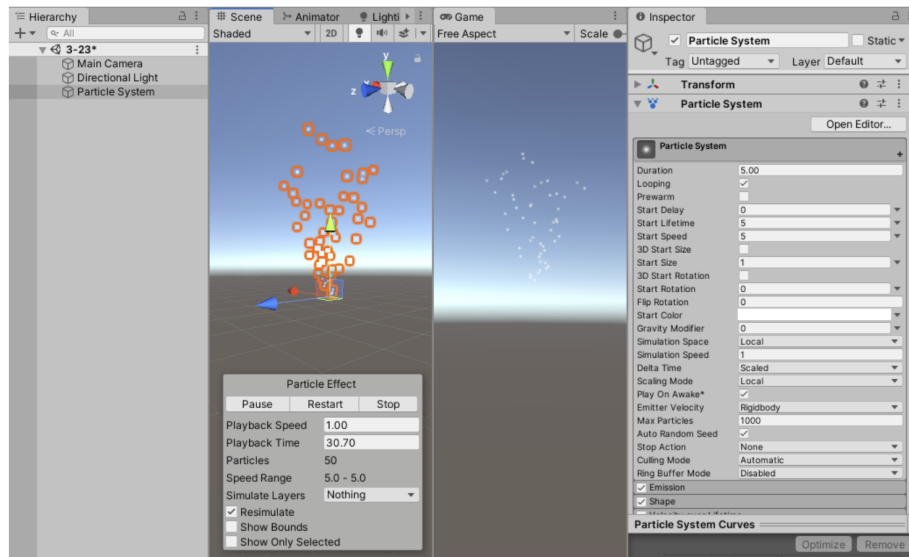 Hierarchy
All
3-23*
Main Camera
Directional Light
Particle System
Scene
Animator
Lighti
Shaded
2D
y
z
Persp
Particle Effect
Pause Restart Stop
Playback Speed 1.00
Playback Time 30.70
Particles 50
Speed Range 5.0 - 5.0
Simulate Layers Nothing
Resimulate
Show Bounds
Show Only Selected
Game
Free Aspect Scale
Inspector
Particle System Static
Tag Untagged Layer Default
Transform
Particle System
Open Editor...
Particle System
Duration 5.00
Looping
Prewarm
Start Delay 0
Start Lifetime 5
Start Speed 5
3D Start Size
Start Size 1
3D Start Rotation
Start Rotation 0
Flip Rotation 0
Start Color
Gravity Modifier 0
Simulation Space Local
Simulation Speed 1
Delta Time Scaled
Scaling Mode Local
Play On Awake*
Emitter Velocity Rigidbody
Max Particles 1000
Auto Random Seed
Stop Action None
Culling Mode Automatic
Ring Buffer Mode Disabled
Emission
Shape
Particle System Curves
Optimize Remove